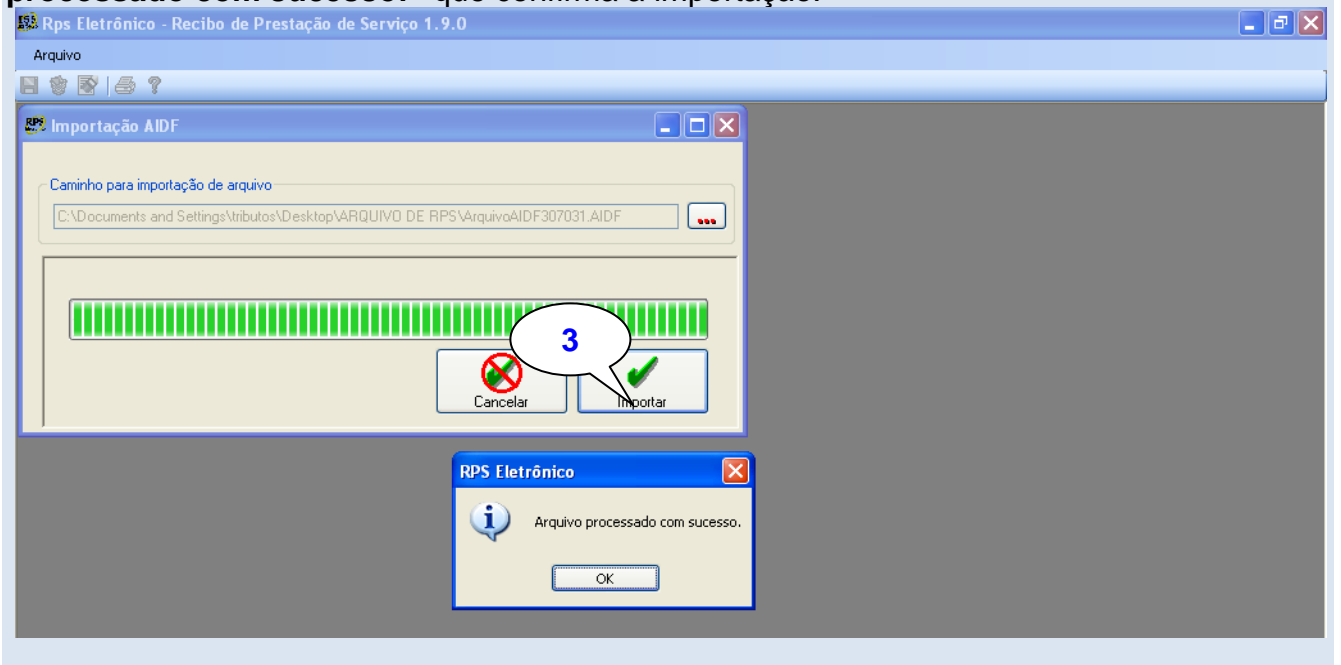 processado com sucesso." que confirma a importação.
Rps Eletrônico - Recibo de Prestação de Serviço 1.9.0
Arquivo
Importação AIDF
Caminho para importação de arquivo
C:\Documents and Settings\tributos\Desktop\ARQUIVO DE RPS\ArquivoAIDF307031.AIDF
...
3
Cancelar
Importar
RPS Eletrônico
Arquivo processado com sucesso.
OK